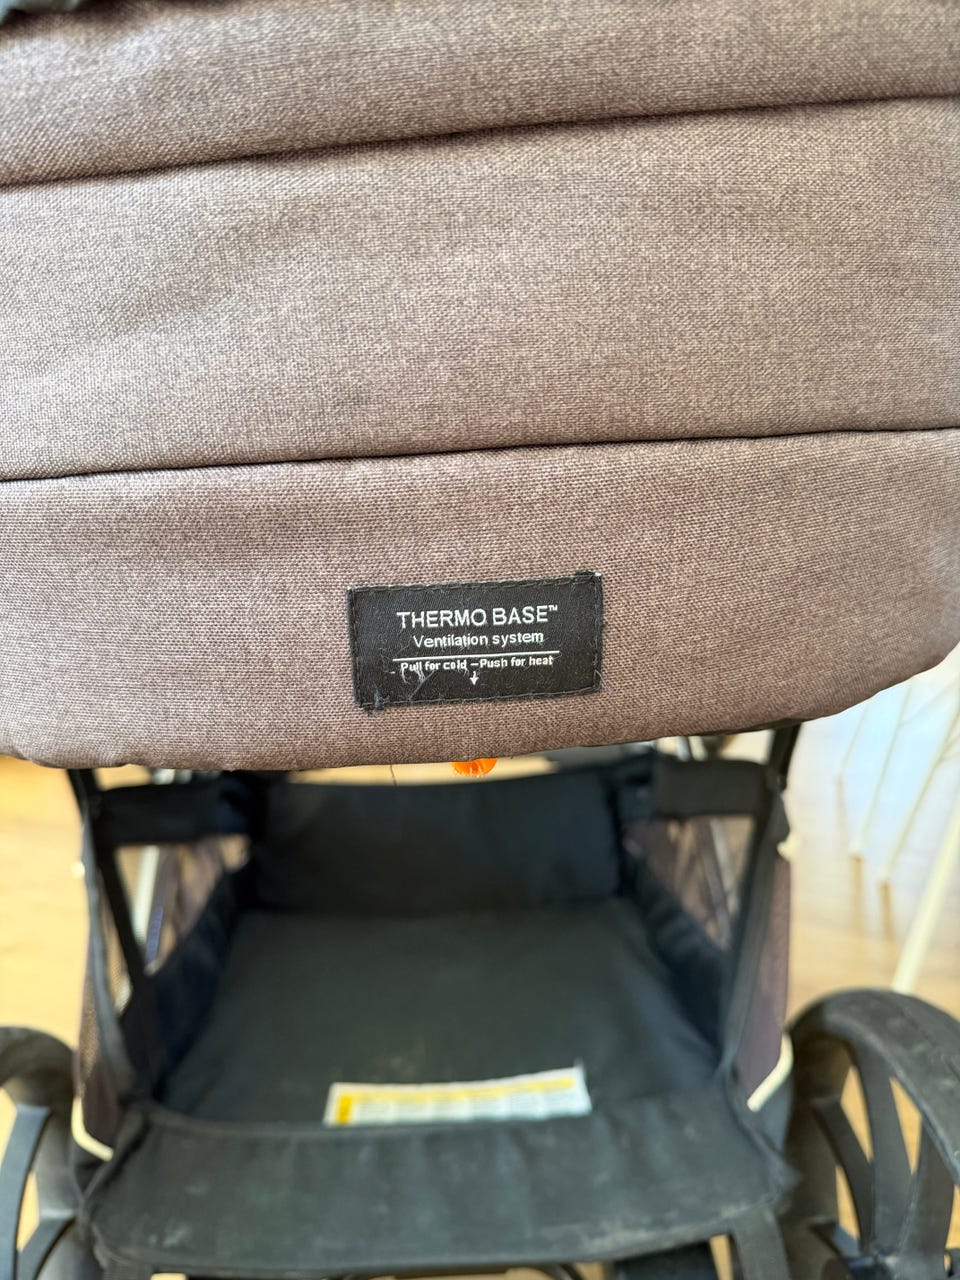 THERMO BASE™
Ventilation system
Pull for cold – Push for heat
↓